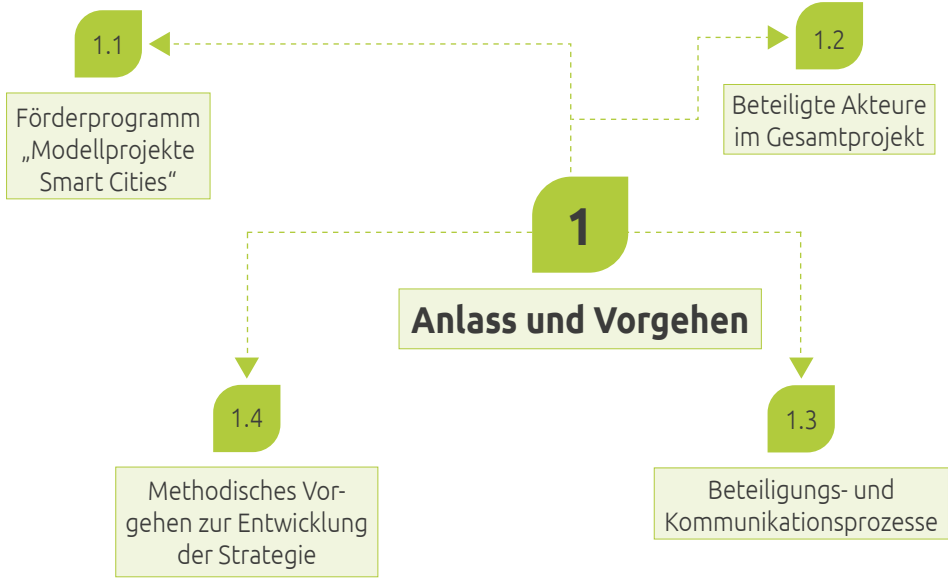 1.1
Förderprogramm
„Modellprojekte
Smart Cities“
1.2
Beteiligte Akteure
im Gesamtprojekt
1
Anlass und Vorgehen
1.4
Methodisches Vor-
gehen zur Entwicklung
der Strategie
1.3
Beteiligungs- und
Kommunikationsprozesse